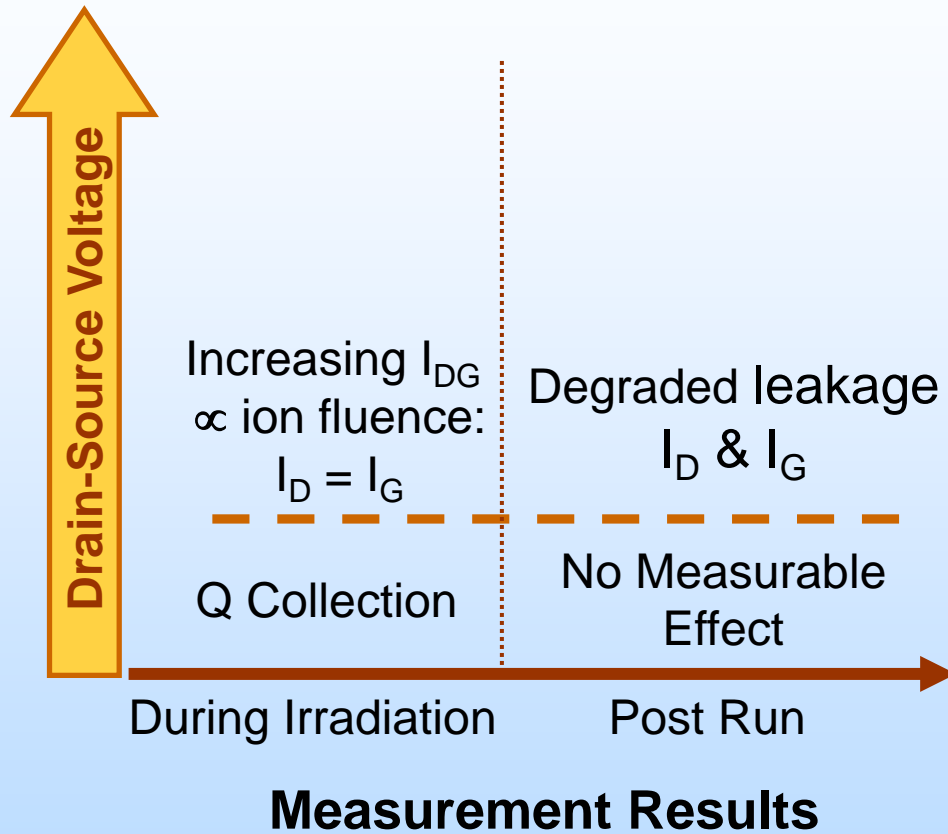 Drain-Source Voltage
Increasing I_DG
∝ ion fluence:
I_D = I_G
Degraded leakage
I_D & I_G
Q Collection
No Measurable
Effect
During Irradiation
Post Run
Measurement Results